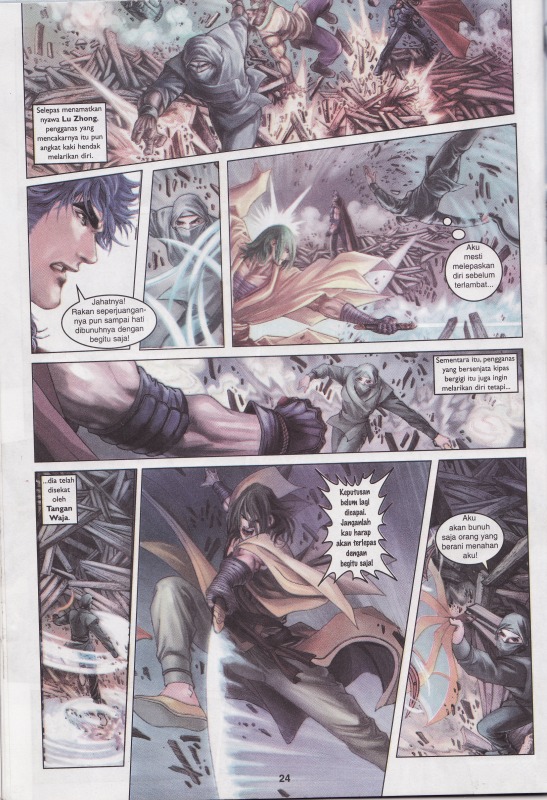 Selepas menamatkan
nyawa Lu Zhong,
pengganas yang
mencakarnya itu pun
angkat kaki hendak
melarikan diri.
Jahatnya!
Rakan seperjuangan-
nya pun sampai hati
dibunuhnya dengan
begitu saja!
Aku
mesti
melepaskan
diri sebelum
terlambat...
Sementara itu, pengganas
yang bersenjata kipas
bergigi itu juga ingin
melarikan diri tetapi...
...dia telah
disekat
oleh
Tangan
Waja.
Keputusan
belum lagi
dicapai.
Janganlah
kau harap
akan terlepas
dengan
begitu saja!
Aku
akan bunuh
saja orang yang
berani menahan
aku!
24